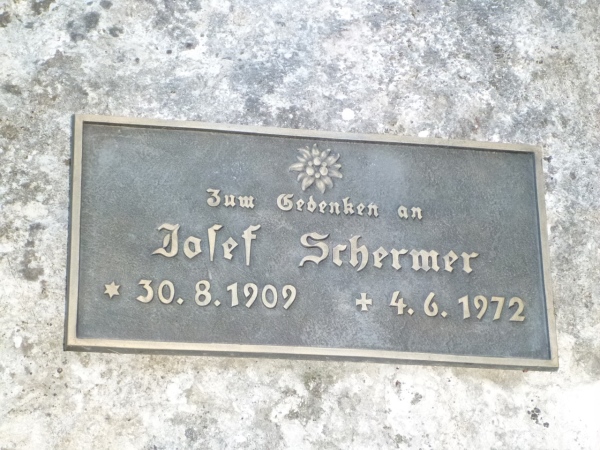 Zum Gedenken an
Josef Schermer
* 30.8.1909 ✝ 4.6.1972